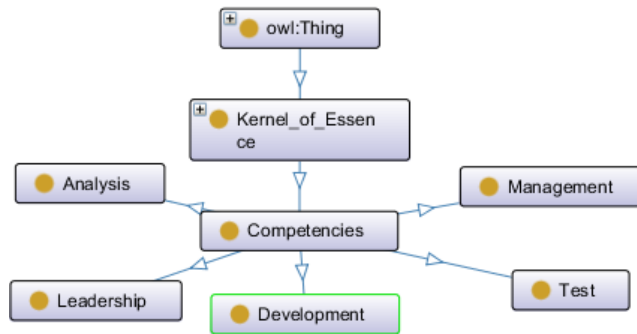 owl:Thing
Kernel_of_Essen
ce
Analysis
Management
Competencies
Leadership
Development
Test